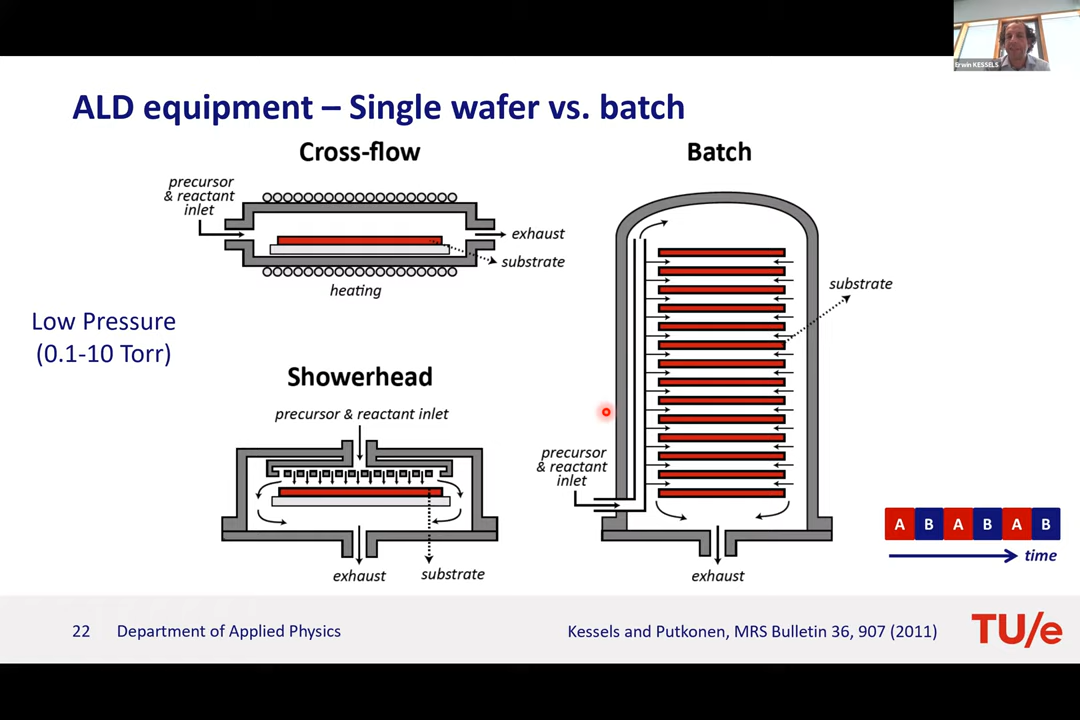 Erwin KESSELS
ALD equipment – Single wafer vs. batch
Cross-flow
precursor
& reactant
inlet
exhaust
substrate
heating
Low Pressure
(0.1-10 Torr)
Showerhead
precursor & reactant inlet
exhaust
substrate
Batch
substrate
precursor
& reactant
inlet
exhaust
A B A B A B
time
22
Department of Applied Physics
Kessels and Putkonen, MRS Bulletin 36, 907 (2011)
TU/e